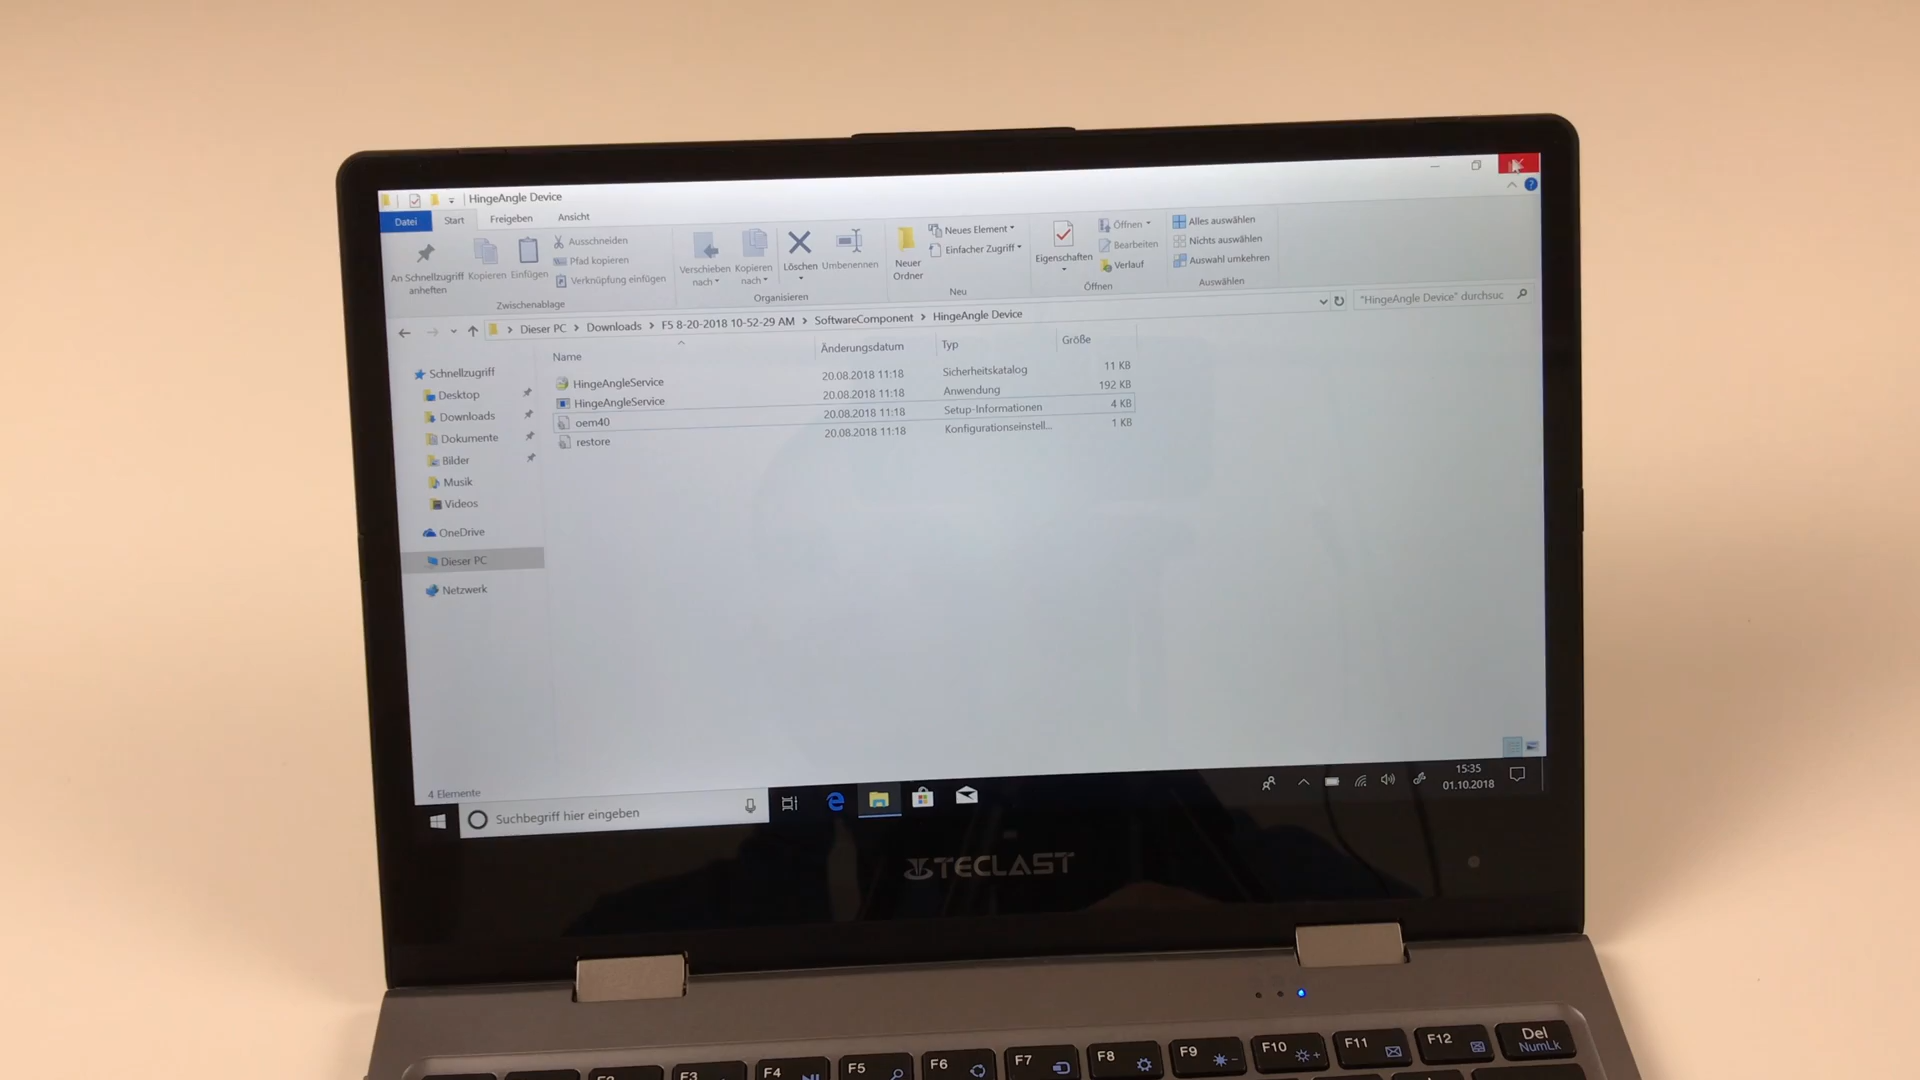 HingeAngle Device
Datei Start Freigeben Ansicht
An Schnellzugriff anheften
Kopieren
Einfügen
Ausschneiden
Pfad kopieren
Verknüpfung einfügen
Zwischenablage
Verschieben nach
Kopieren nach
Löschen
Umbenennen
Organisieren
Neuer Ordner
Neues Element
Einfacher Zugriff
Neu
Eigenschaften
Öffnen
Bearbeiten
Verlauf
Öffnen
Alles auswählen
Nichts auswählen
Auswahl umkehren
Auswählen
Dieser PC > Downloads > F5 8-20-2018 10-52-29 AM > SoftwareComponent > HingeAngle Device
"HingeAngle Device" durchsuc
Schnellzugriff
Desktop
Downloads
Dokumente
Bilder
Musik
Videos
OneDrive
Dieser PC
Netzwerk
Name Änderungsdatum Typ Größe
HingeAngleService 20.08.2018 11:18 Sicherheitskatalog 11 KB
HingeAngleService 20.08.2018 11:18 Anwendung 192 KB
oem40 20.08.2018 11:18 Setup-Informationen 4 KB
restore 20.08.2018 11:18 Konfigurationseinstell... 1 KB
4 Elemente
Suchbegriff hier eingeben
15:35
01.10.2018
TECLAST
F3 F4 F5 F6 F7 F8 F9 F10 F11 F12 Del
NumLk